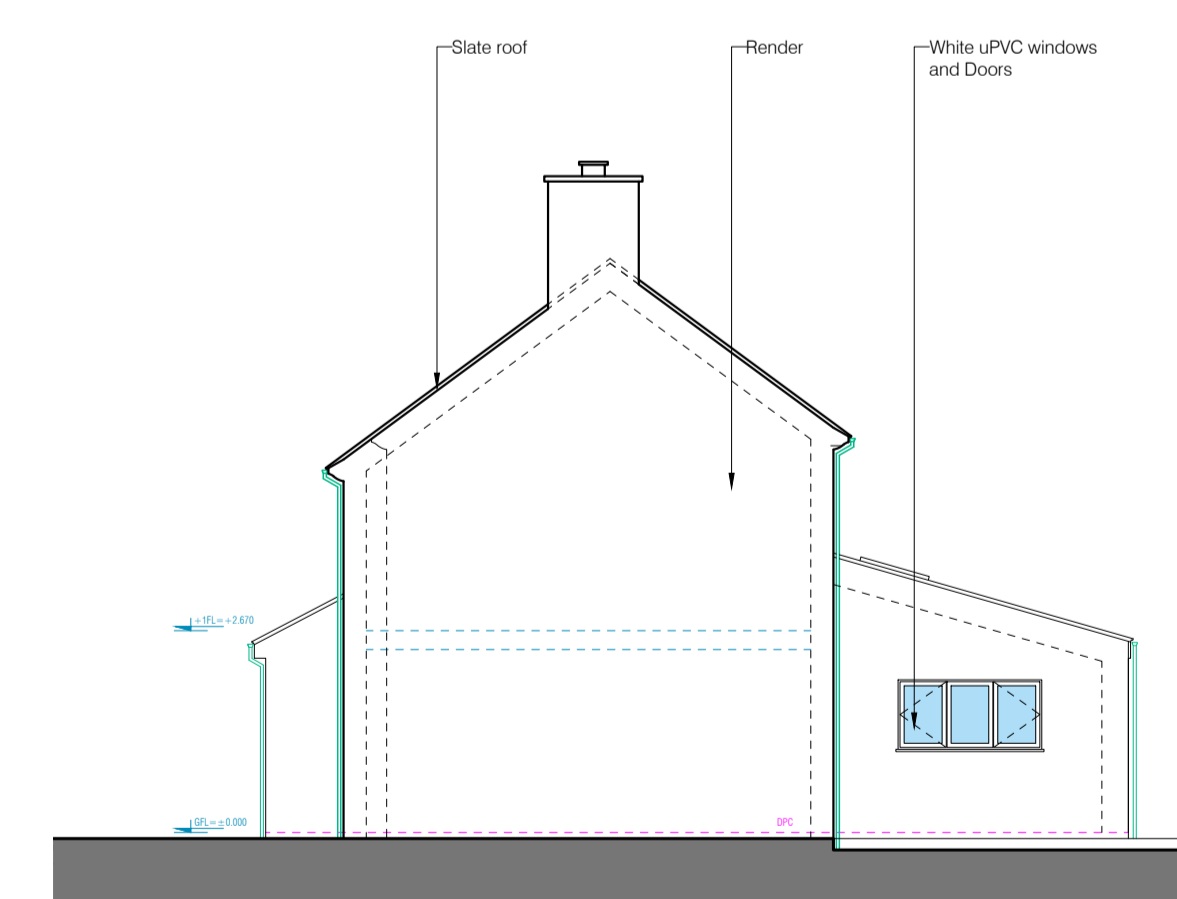 Slate roof
Render
White uPVC windows
and Doors
+1FL=+2.670
GFL=±0.000
DPC